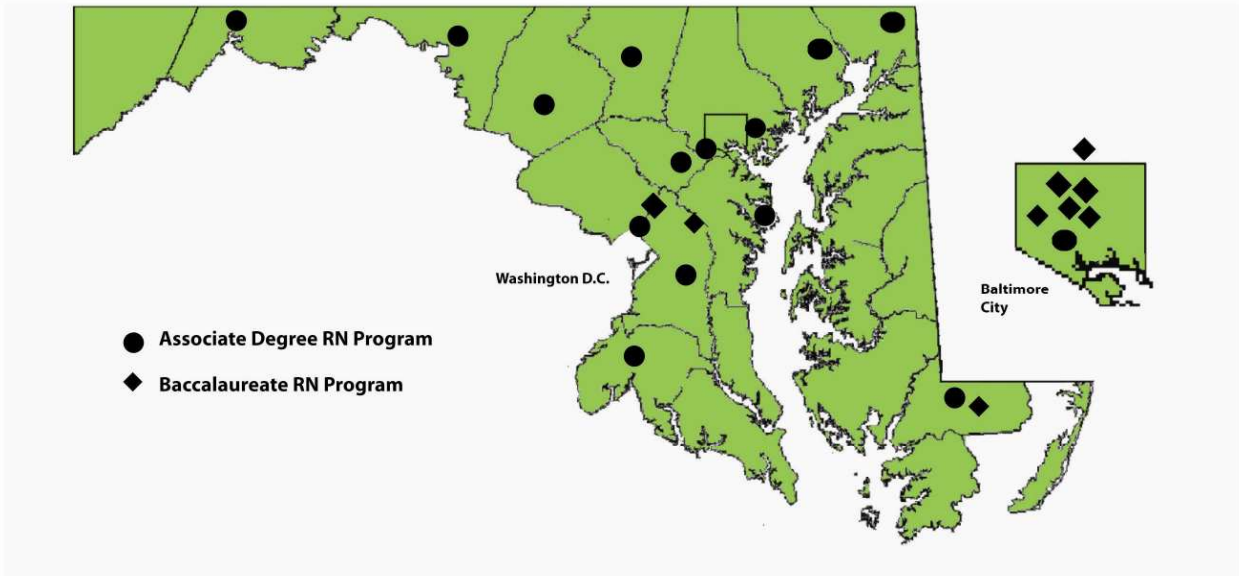 Washington D.C.
Baltimore
City
Associate Degree RN Program
Baccalaureate RN Program